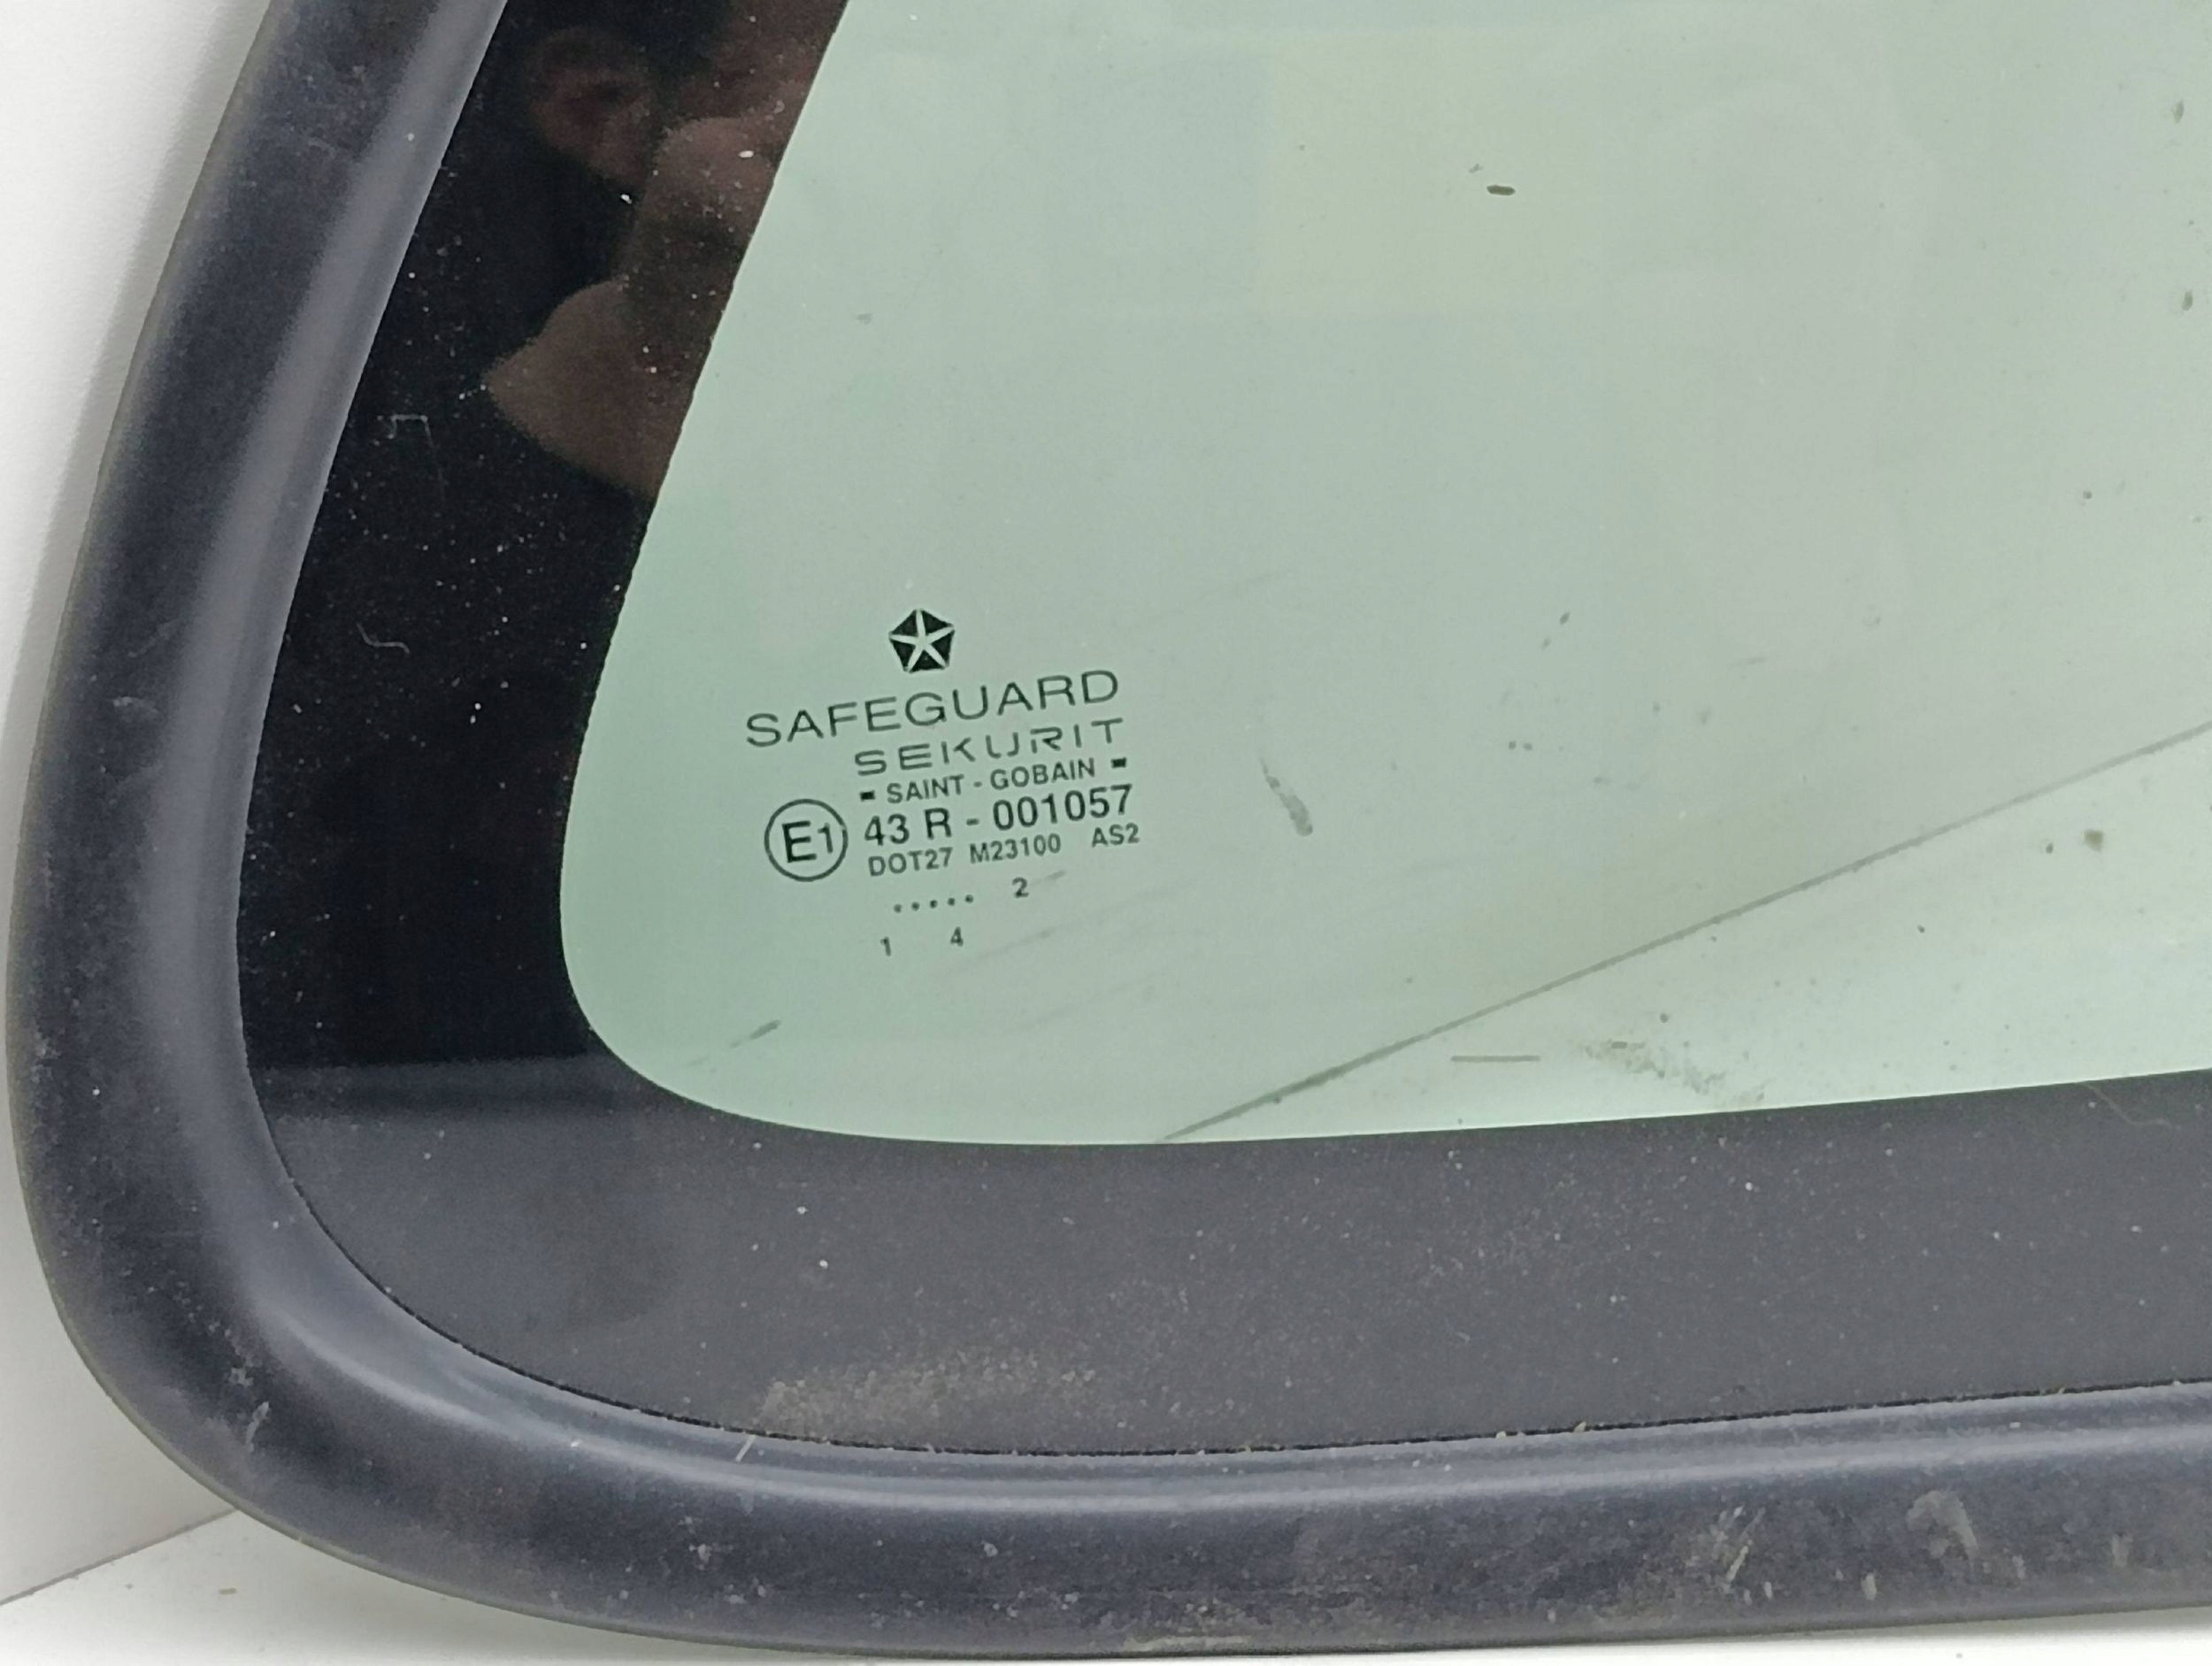 SAFEGUARD
SEKURIT
- SAINT - GOBAIN -
E1
43 R - 001057
DOT27 M23100 AS2
..... 2
1 4